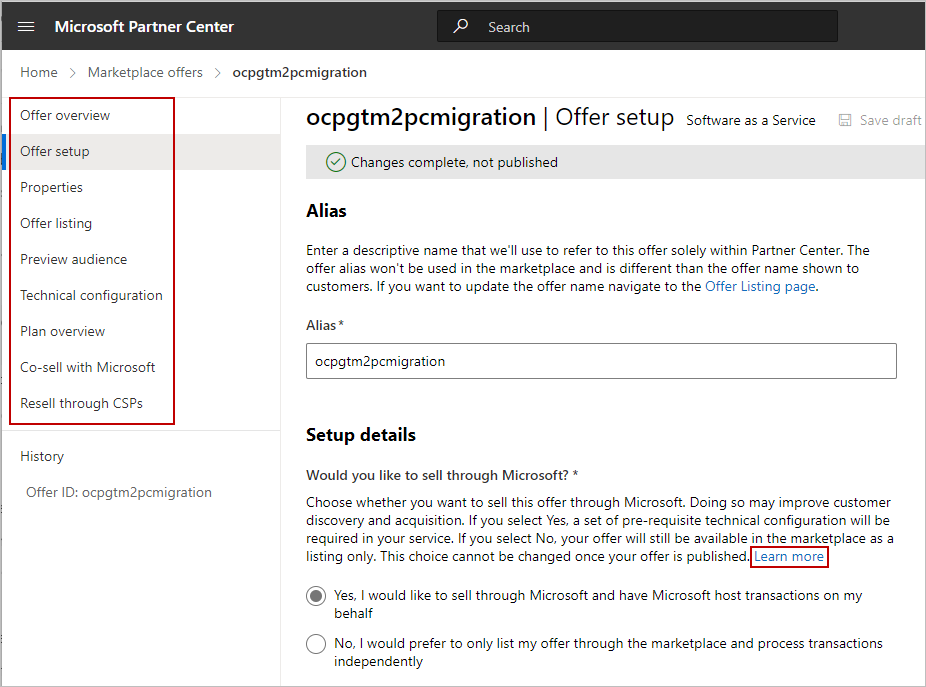 Microsoft Partner Center
Search
Home > Marketplace offers > ocpgtm2pcmigration
Offer overview
Offer setup
Properties
Offer listing
Preview audience
Technical configuration
Plan overview
Co-sell with Microsoft
Resell through CSPs
History
Offer ID: ocpgtm2pcmigration
ocpgtm2pcmigration | Offer setup Software as a Service Save draft
Changes complete, not published
Alias
Enter a descriptive name that we'll use to refer to this offer solely within Partner Center. The
offer alias won't be used in the marketplace and is different than the offer name shown to
customers. If you want to update the offer name navigate to the Offer Listing page.
Alias*
ocpgtm2pcmigration
Setup details
Would you like to sell through Microsoft? *
Choose whether you want to sell this offer through Microsoft. Doing so may improve customer
discovery and acquisition. If you select Yes, a set of pre-requisite technical configuration will be
required in your service. If you select No, your offer will still be available in the marketplace as a
listing only. This choice cannot be changed once your offer is published. Learn more
Yes, I would like to sell through Microsoft and have Microsoft host transactions on my
behalf
No, I would prefer to only list my offer through the marketplace and process transactions
independently